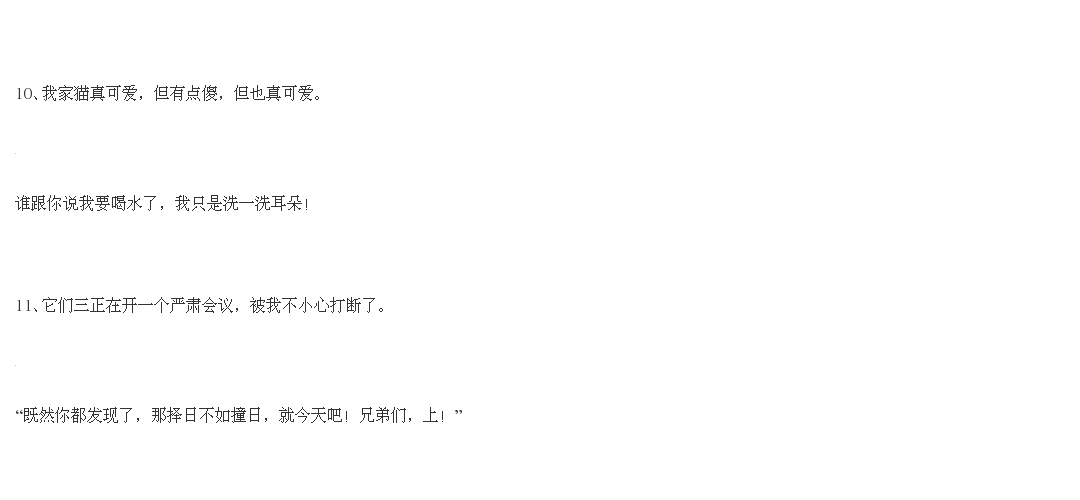 10、我家猫真可爱，但有点傻，但也真可爱。
谁跟你说我要喝水了，我只是洗一洗耳朵！
11、它们三正在开一个严肃会议，被我不小心打断了。
“既然你都发现了，那择日不如撞日，就今天吧！兄弟们，上！”